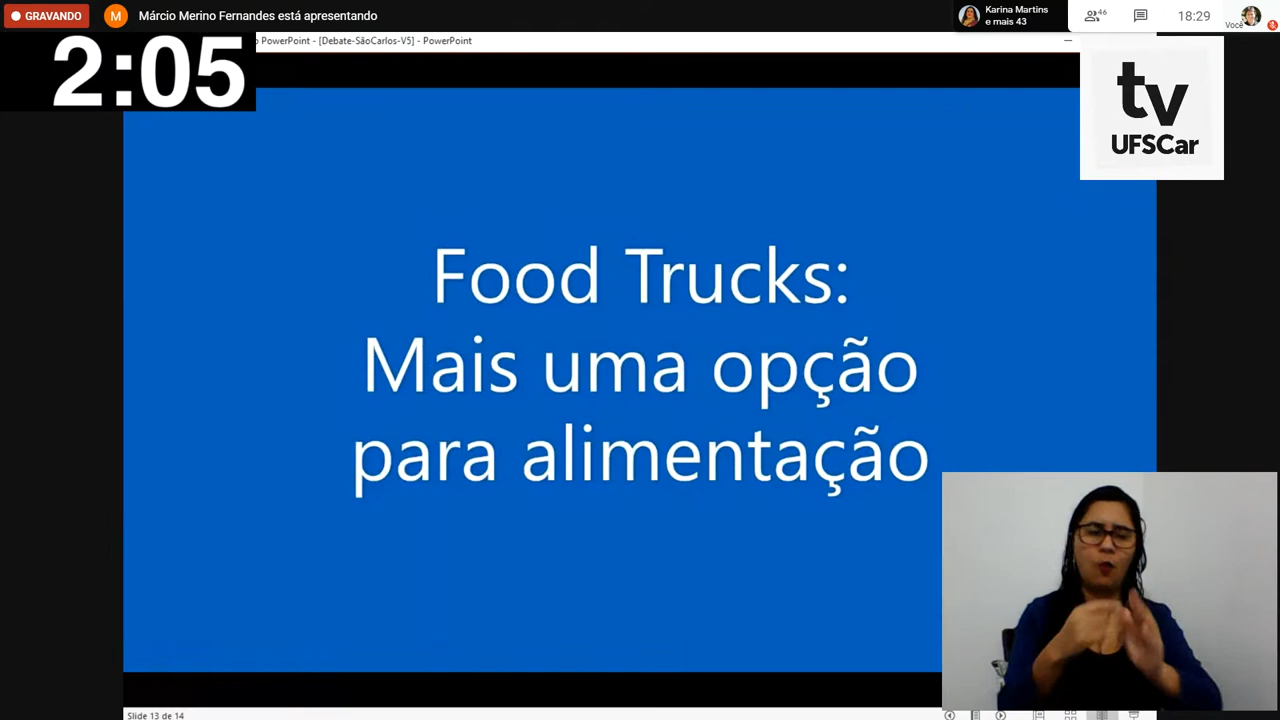 GRAVANDO
M
Márcio Merino Fernandes está apresentando
Karina Martins
e mais 43
46
18:29
Você
2:05
PowerPoint - [Debate-SãoCarlos-V5] - PowerPoint
tv
UFSCar
Food Trucks:
Mais uma opção
para alimentação
Slide 13 de 14